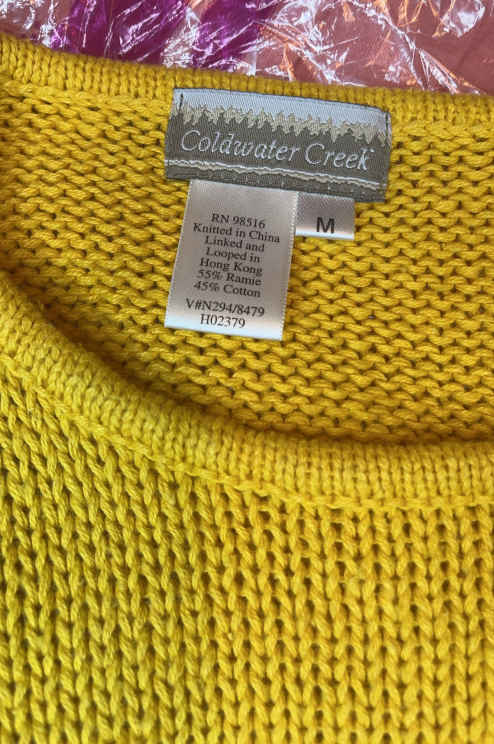 Coldwater Creek
M
RN 98516
Knitted in China
Linked and
Looped in
Hong Kong
55% Ramie
45% Cotton
V#N294/8479
H02379